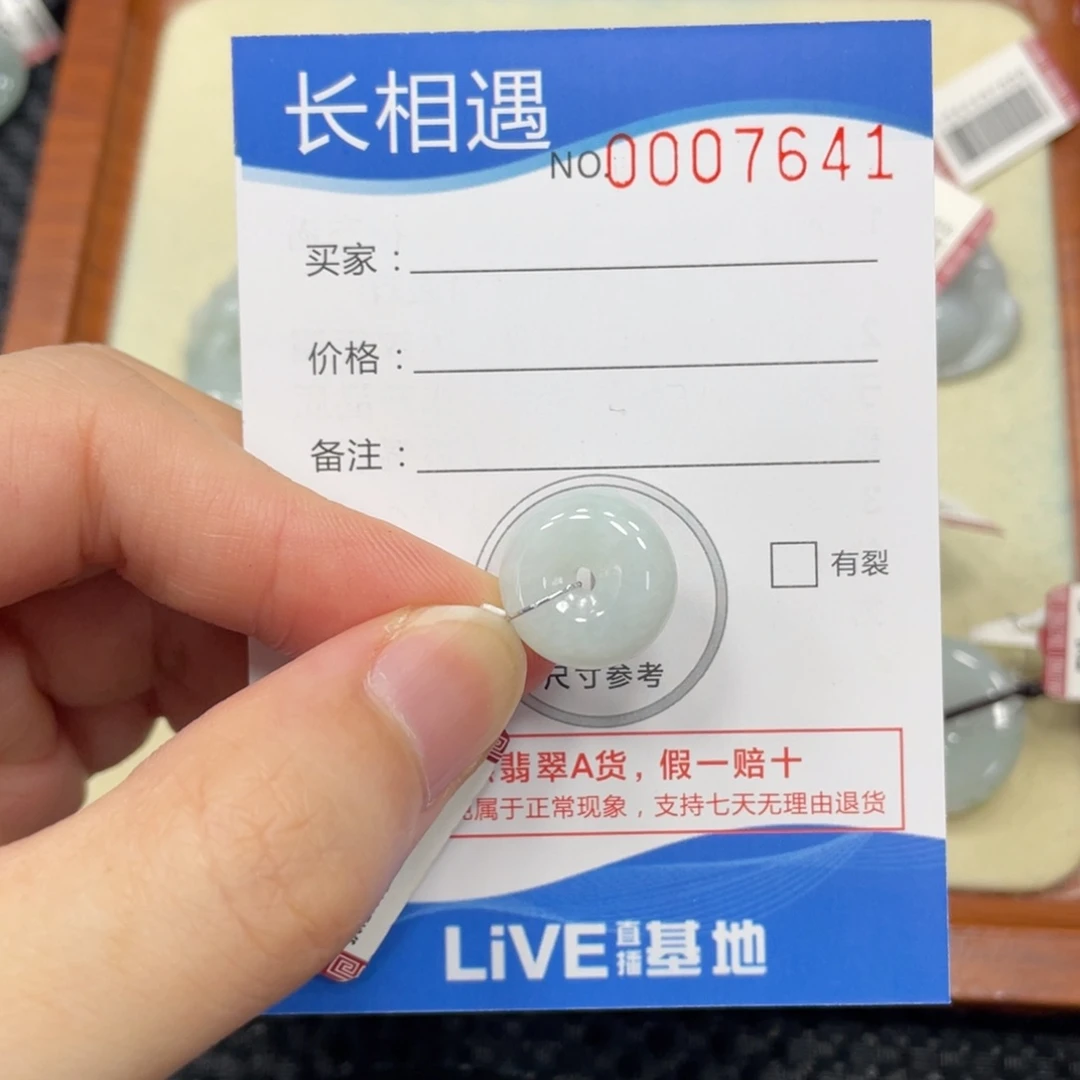 长相遇
NO.0007641
买家：
价格：
备注：
有裂
尺寸参考
翡翠A货，假一赔十
属于正常现象，支持七天无理由退货
LiVE直播基地